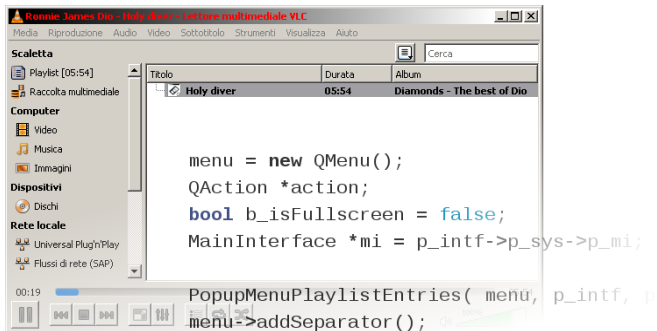 Ronnie James Dio - Holy diver - Lettore multimediale VLC
Media Riproduzione Audio Video Sottotitolo Strumenti Visualizza Aiuto
Scaletta
Cerca
Playlist [05:54]
Titolo Durata Album
Raccolta multimediale
Holy diver 05:54 Diamonds - The best of Dio
Computer
Video
Musica
Immagini
Dispositivi
Dischi
Rete locale
Universal Plug'n'Play
Flussi di rete (SAP)
menu = new QMenu();
QAction *action;
bool b_isFullscreen = false;
MainInterface *mi = p_intf->p_sys->p_mi;
00:19
PopupMenuPlaylistEntries( menu, p_intf, p
menu->addSeparator();